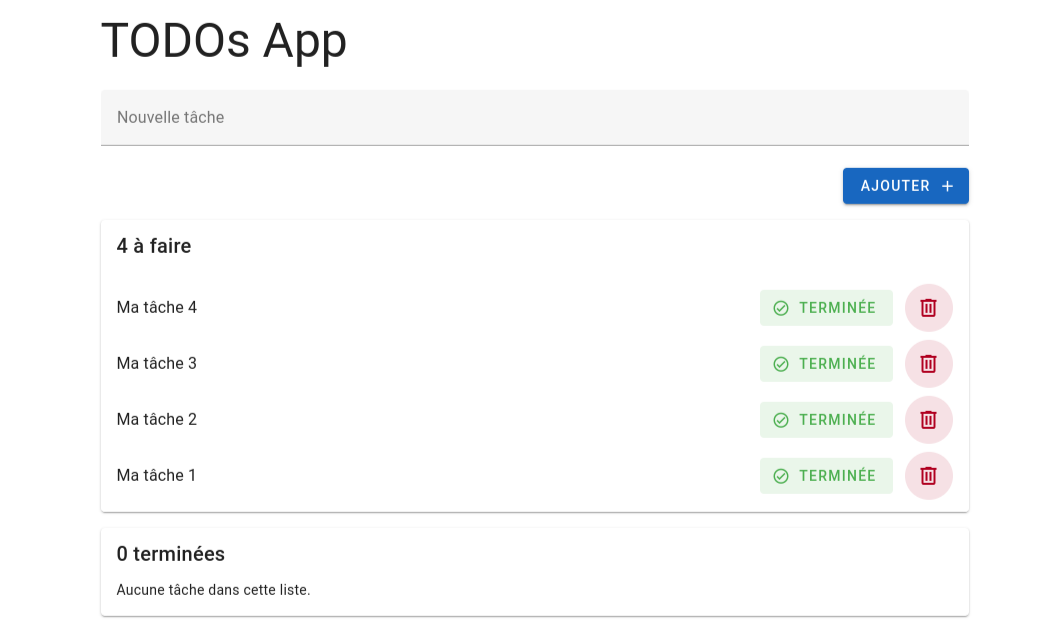 TODOs App
Nouvelle tâche
AJOUTER +
4 à faire
Ma tâche 4 TERMINÉE
Ma tâche 3 TERMINÉE
Ma tâche 2 TERMINÉE
Ma tâche 1 TERMINÉE
0 terminées
Aucune tâche dans cette liste.